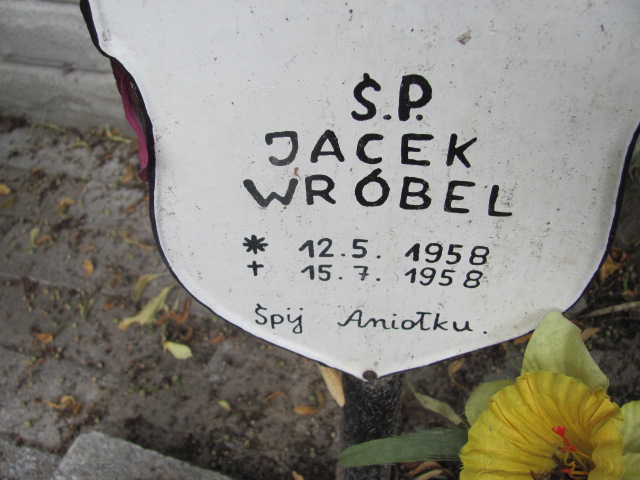 Ś.P.
JACEK
WRÓBEL
* 12.5. 1958
+ 15.7. 1958
Śpij Aniołku.